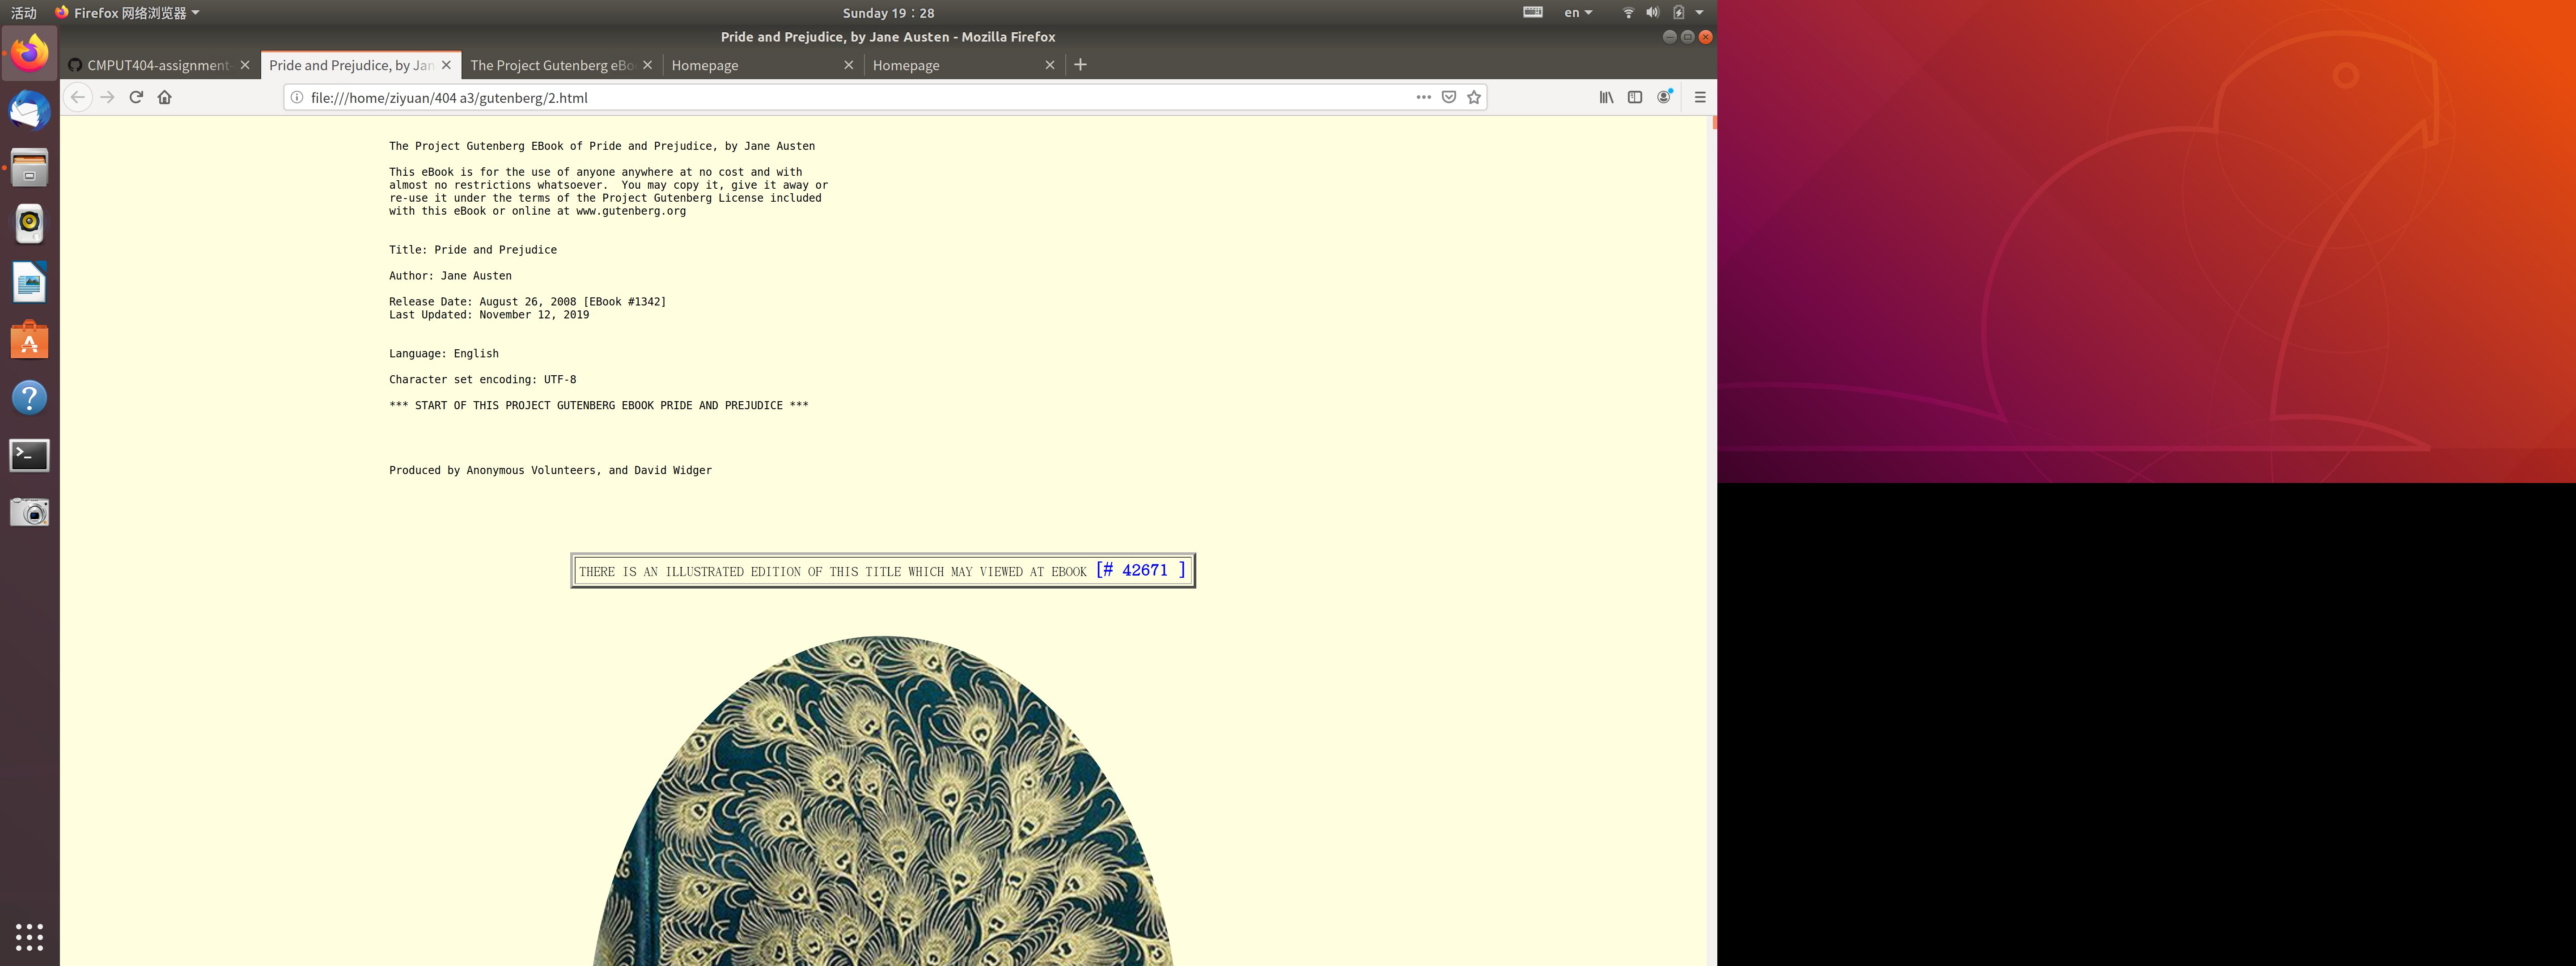 活动
Firefox 网络浏览器
Sunday 19：28
en
Pride and Prejudice, by Jane Austen - Mozilla Firefox
CMPUT404-assignment-
Pride and Prejudice, by Jan
The Project Gutenberg eBo
Homepage
Homepage
file:///home/ziyuan/404 a3/gutenberg/2.html
The Project Gutenberg EBook of Pride and Prejudice, by Jane Austen
This eBook is for the use of anyone anywhere at no cost and with
almost no restrictions whatsoever.  You may copy it, give it away or
re-use it under the terms of the Project Gutenberg License included
with this eBook or online at www.gutenberg.org
Title: Pride and Prejudice
Author: Jane Austen
Release Date: August 26, 2008 [EBook #1342]
Last Updated: November 12, 2019
Language: English
Character set encoding: UTF-8
*** START OF THIS PROJECT GUTENBERG EBOOK PRIDE AND PREJUDICE ***
Produced by Anonymous Volunteers, and David Widger
THERE IS AN ILLUSTRATED EDITION OF THIS TITLE WHICH MAY VIEWED AT EBOOK [# 42671 ]